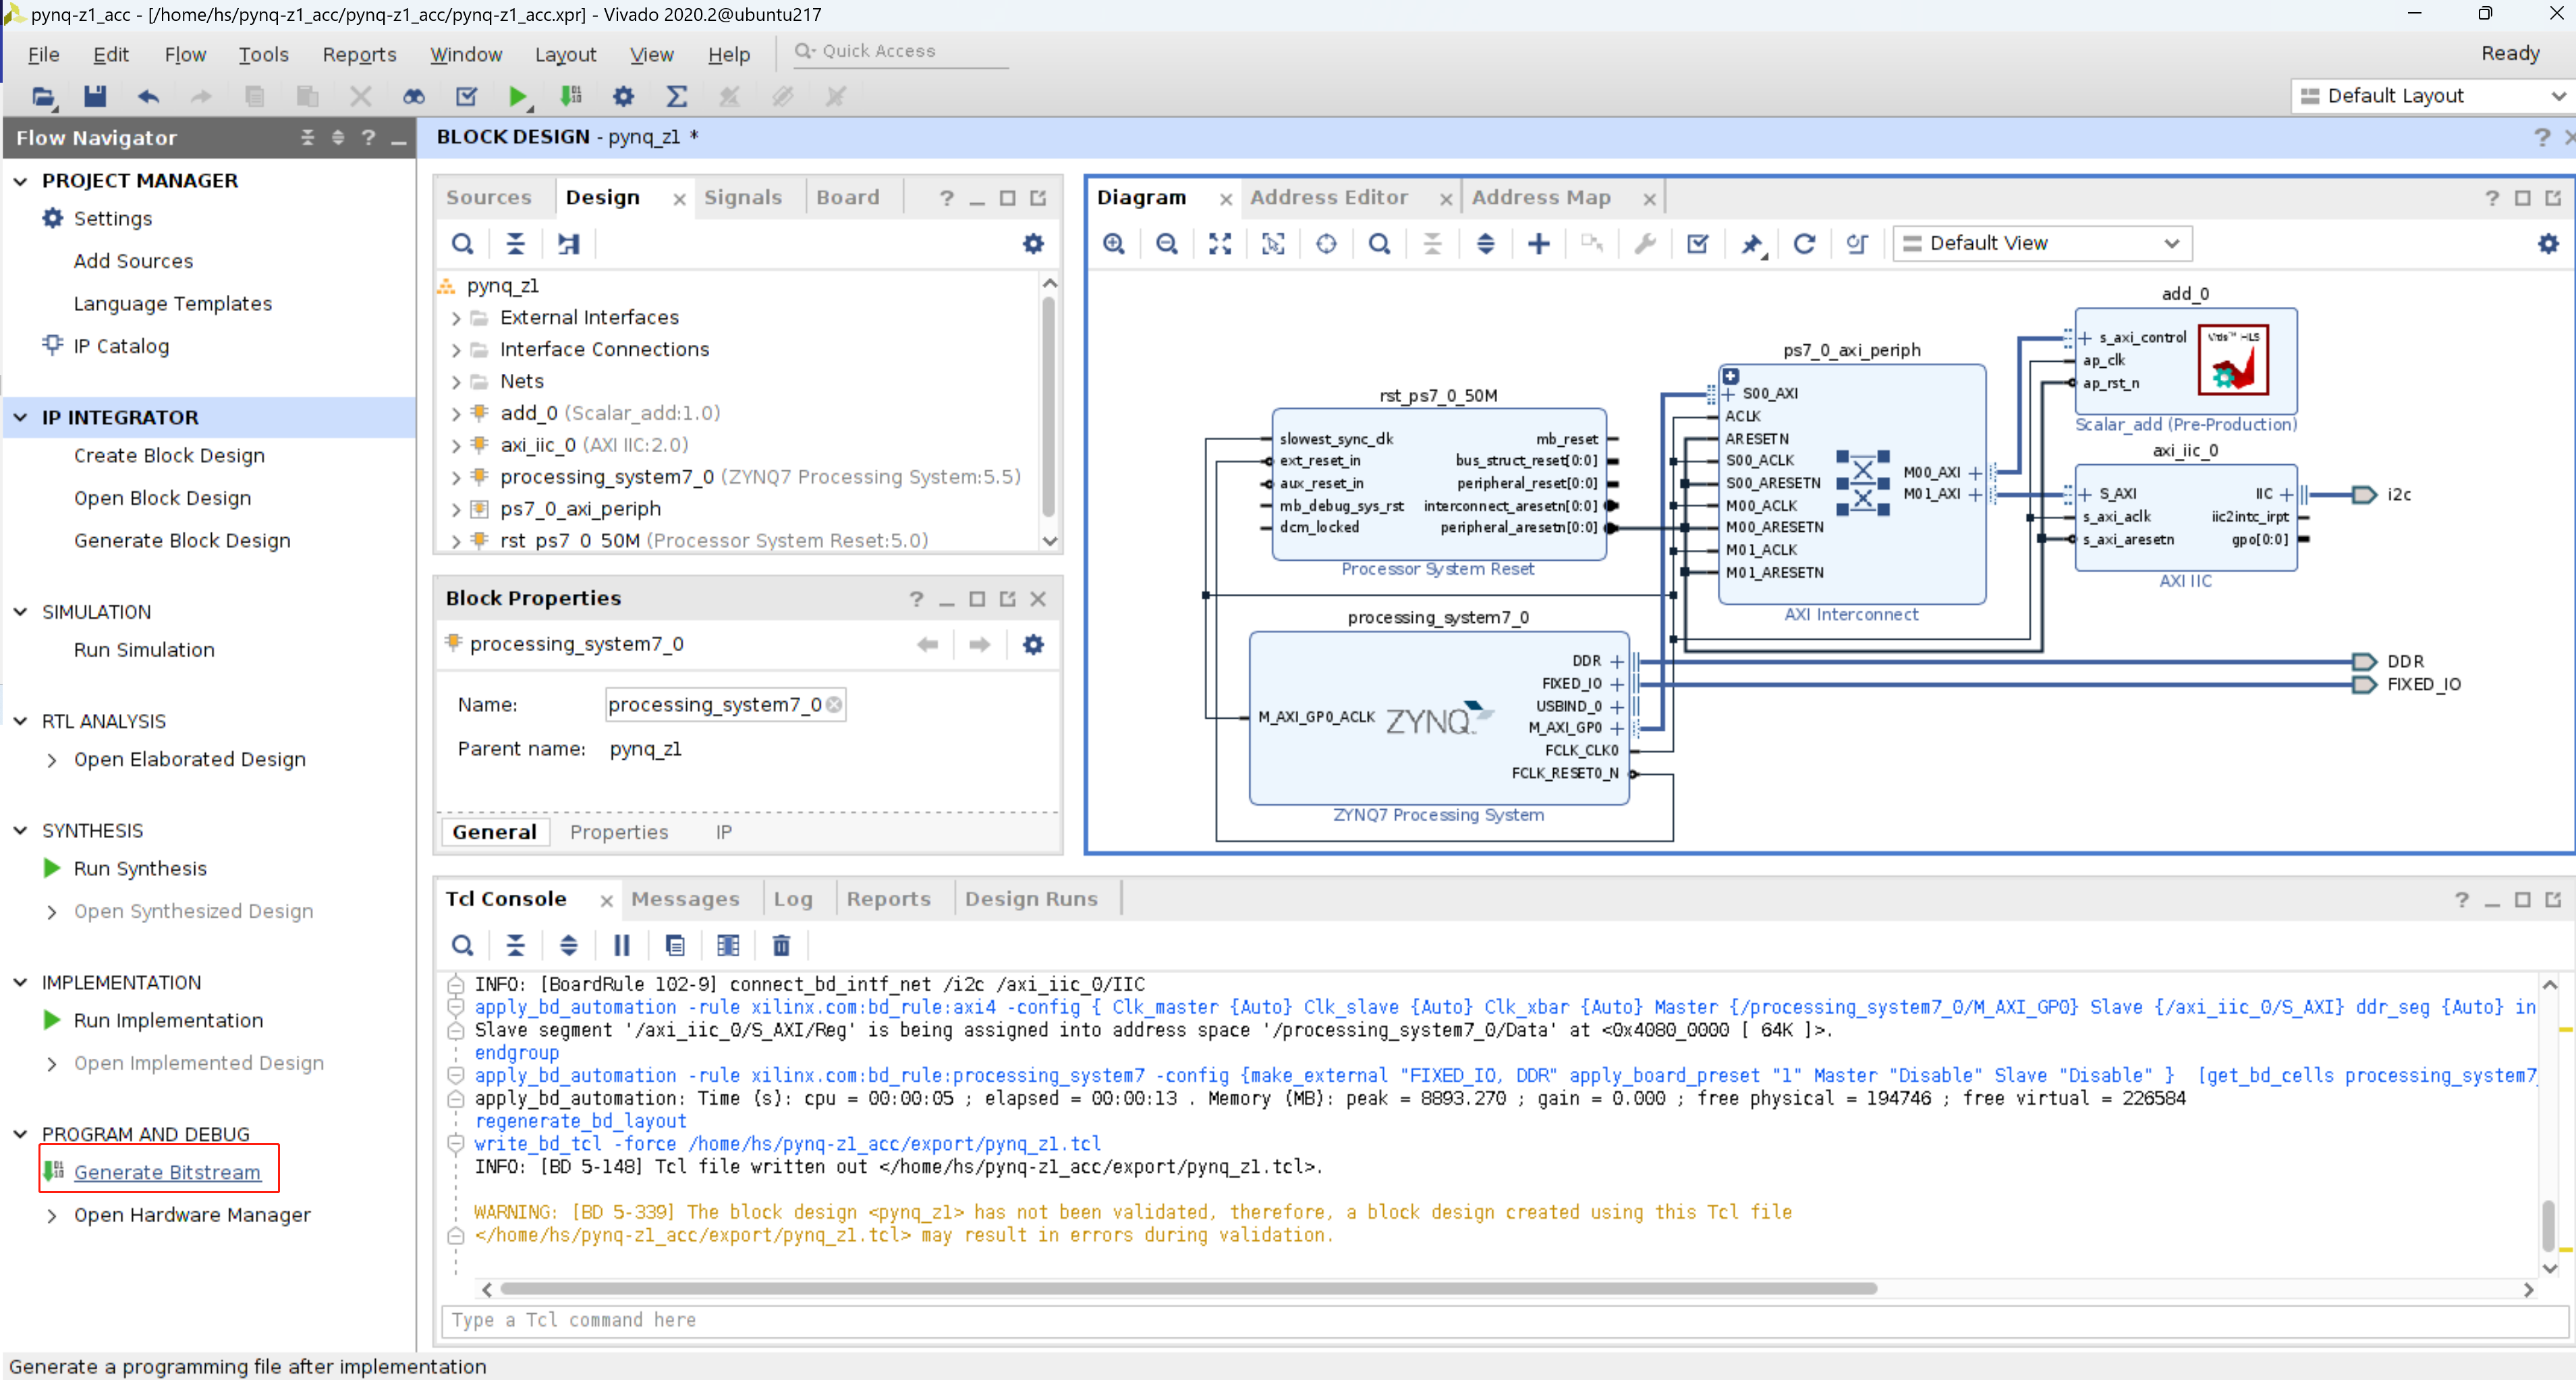 pynq-z1_acc - [/home/hs/pynq-z1_acc/pynq-z1_acc/pynq-z1_acc.xpr] - Vivado 2020.2@ubuntu217
File Edit Flow Tools Reports Window Layout View Help Quick Access Ready
Default Layout
Flow Navigator
PROJECT MANAGER
Settings
Add Sources
Language Templates
IP Catalog
IP INTEGRATOR
Create Block Design
Open Block Design
Generate Block Design
SIMULATION
Run Simulation
RTL ANALYSIS
Open Elaborated Design
SYNTHESIS
Run Synthesis
Open Synthesized Design
IMPLEMENTATION
Run Implementation
Open Implemented Design
PROGRAM AND DEBUG
Generate Bitstream
Open Hardware Manager
BLOCK DESIGN - pynq_z1 *
Sources Design Signals Board
pynq_z1
External Interfaces
Interface Connections
Nets
add_0 (Scalar_add:1.0)
axi_iic_0 (AXI IIC:2.0)
processing_system7_0 (ZYNQ7 Processing System:5.5)
ps7_0_axi_periph
rst_ps7_0_50M (Processor System Reset:5.0)
Block Properties
processing_system7_0
Name: processing_system7_0
Parent name: pynq_z1
General Properties IP
Diagram Address Editor Address Map
Default View
rst_ps7_0_50M
slowest_sync_clk mb_reset
ext_reset_in bus_struct_reset[0:0]
aux_reset_in peripheral_reset[0:0]
mb_debug_sys_rst interconnect_aresetn[0:0]
dcm_locked peripheral_aresetn[0:0]
Processor System Reset
processing_system7_0
DDR
FIXED_IO
USBIND_0
M_AXI_GP0_ACLK ZYNQ M_AXI_GP0
FCLK_CLK0
FCLK_RESET0_N
ZYNQ7 Processing System
ps7_0_axi_periph
S00_AXI
ACLK
ARESETN
S00_ACLK
S00_ARESETN
M00_ACLK
M00_ARESETN
M01_ACLK
M01_ARESETN
M00_AXI
M01_AXI
AXI Interconnect
add_0
s_axi_control
ap_clk
ap_rst_n
Vitis™ HLS
Scalar_add (Pre-Production)
axi_iic_0
S_AXI IIC
s_axi_aclk iic2intc_irpt
s_axi_aresetn gpo[0:0]
AXI IIC
i2c
DDR
FIXED_IO
Tcl Console Messages Log Reports Design Runs
INFO: [BoardRule 102-9] connect_bd_intf_net /i2c /axi_iic_0/IIC
apply_bd_automation -rule xilinx.com:bd_rule:axi4 -config { Clk_master {Auto} Clk_slave {Auto} Clk_xbar {Auto} Master {/processing_system7_0/M_AXI_GP0} Slave {/axi_iic_0/S_AXI} ddr_seg {Auto} in
Slave segment '/axi_iic_0/S_AXI/Reg' is being assigned into address space '/processing_system7_0/Data' at <0x4080_0000 [ 64K ]>.
endgroup
apply_bd_automation -rule xilinx.com:bd_rule:processing_system7 -config {make_external "FIXED_IO, DDR" apply_board_preset "1" Master "Disable" Slave "Disable" }  [get_bd_cells processing_system7_
apply_bd_automation: Time (s): cpu = 00:00:05 ; elapsed = 00:00:13 . Memory (MB): peak = 8893.270 ; gain = 0.000 ; free physical = 194746 ; free virtual = 226584
regenerate_bd_layout
write_bd_tcl -force /home/hs/pynq-z1_acc/export/pynq_z1.tcl
INFO: [BD 5-148] Tcl file written out </home/hs/pynq-z1_acc/export/pynq_z1.tcl>.
WARNING: [BD 5-339] The block design <pynq_z1> has not been validated, therefore, a block design created using this Tcl file
</home/hs/pynq-z1_acc/export/pynq_z1.tcl> may result in errors during validation.
Type a Tcl command here
Generate a programming file after implementation